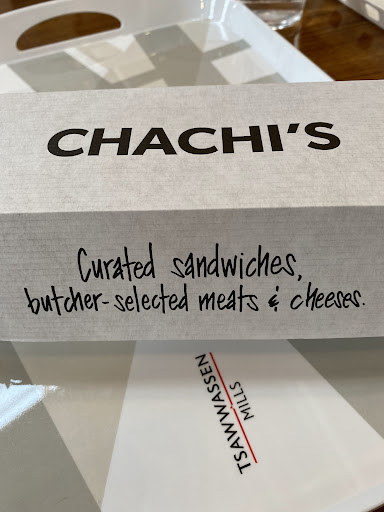 CHACHI'S
Curated sandwiches,
butcher-selected meats & cheeses.
TSAWWASSEN
MILLS